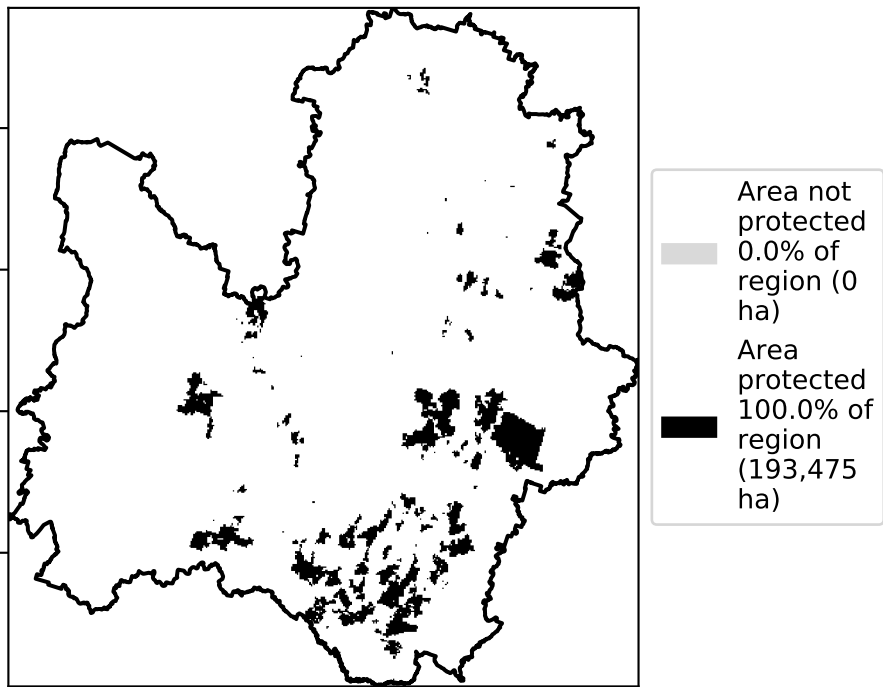 Area not
protected
0.0% of
region (0
ha)
Area
protected
100.0% of
region
(193,475
ha)